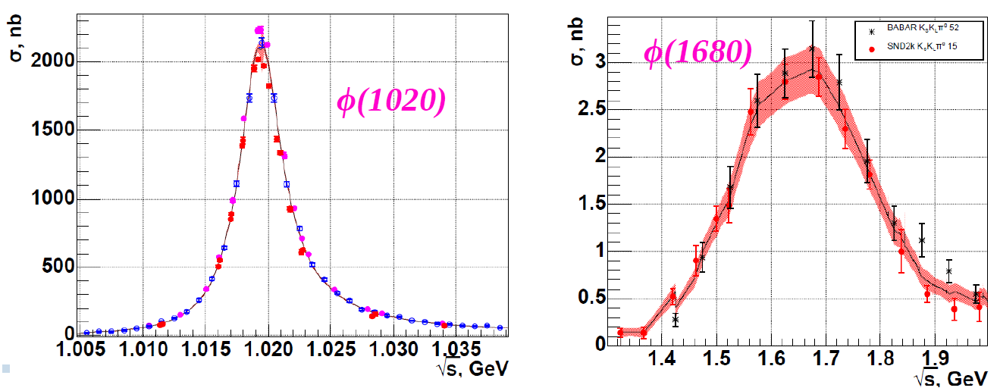 σ, nb
2000
1500
1000
500
0
1.005 1.010 1.015 1.020 1.025 1.030 1.035
√s, GeV
ϕ(1020)
σ, nb
3
2.5
2
1.5
1
0.5
0
1.4 1.5 1.6 1.7 1.8 1.9
√s, GeV
ϕ(1680)
BABAR KSKLπ⁰ 52
SND2k KSKLπ⁰ 15